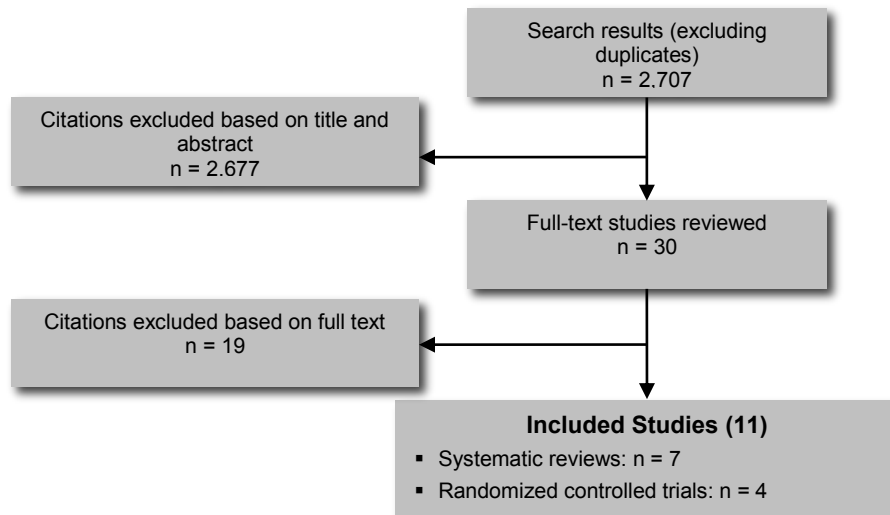 Search results (excluding
duplicates)
n = 2,707
Citations excluded based on title and
abstract
n = 2,677
Full-text studies reviewed
n = 30
Citations excluded based on full text
n = 19
Included Studies (11)
▪ Systematic reviews: n = 7
▪ Randomized controlled trials: n = 4